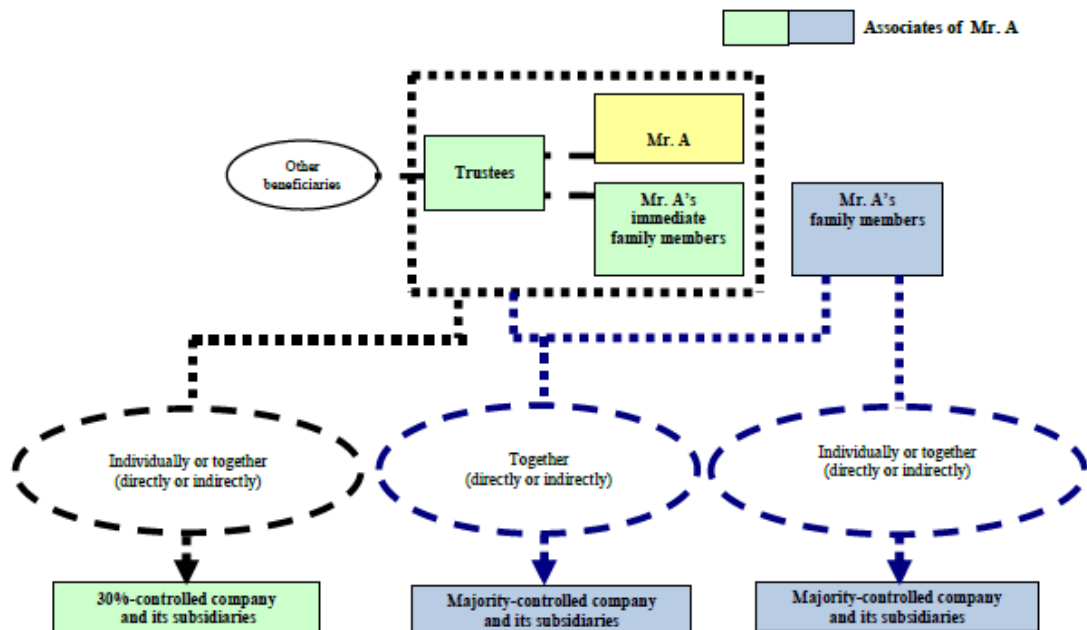 Associates of Mr. A
Other
beneficiaries
Trustees
Mr. A
Mr. A's
immediate
family members
Mr. A's
family members
Individually or together
(directly or indirectly)
Together
(directly or indirectly)
Individually or together
(directly or indirectly)
30%-controlled company
and its subsidiaries
Majority-controlled company
and its subsidiaries
Majority-controlled company
and its subsidiaries